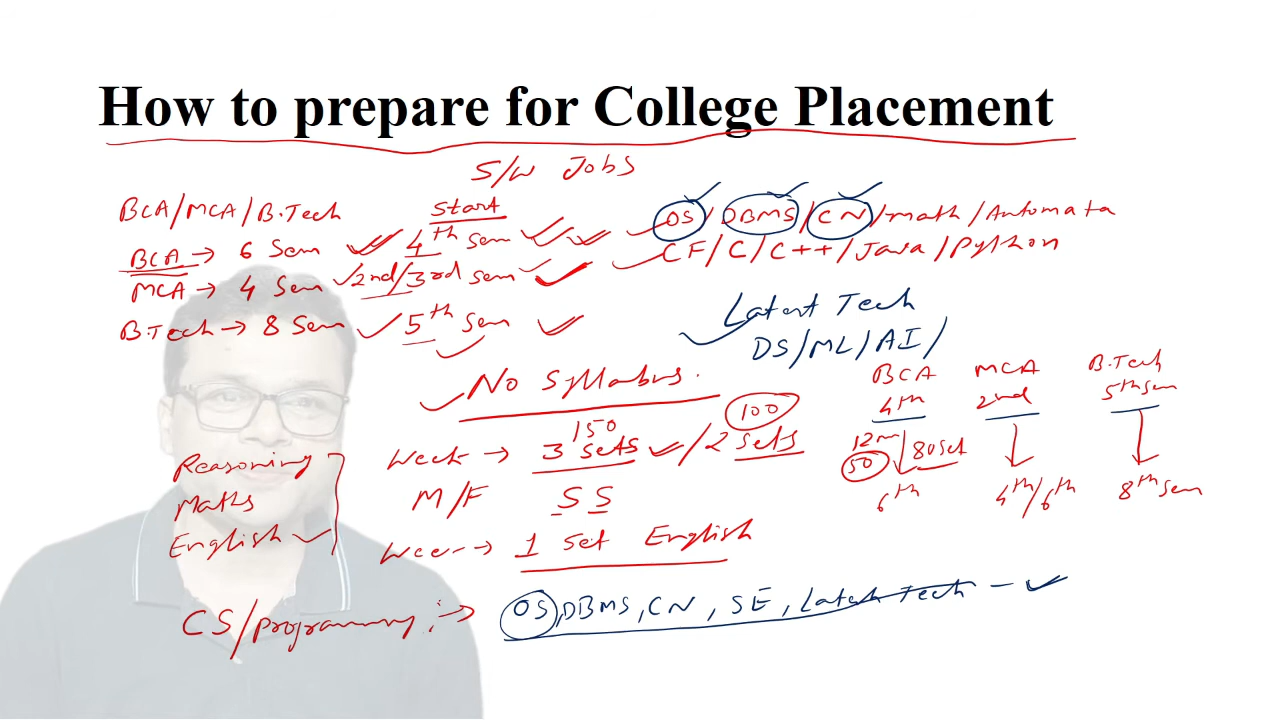 How to prepare for College Placement
S/W Jobs
BCA/MCA/B.Tech
Start
BCA → 6 Sem
4th Sem
MCA → 4 Sem
2nd/3rd Sem
B.Tech → 8 Sem
5th Sem
OS/DBMS/CN/math/Automata
CF/C/C++/Java/Python
Latest Tech
DS/ML/AI/
No Syllabus.
Reasoning
Maths
English
150
100
Week → 3 Sets / 2 Sets
M/F S S
Week → 1 Set English
BCA
4th
12m
50
80 set
6th
MCA
2nd
4th/6th
B.Tech
5th sem
8th sem
CS/programming :→ OS, DBMS, CN, SE, Latest Tech -